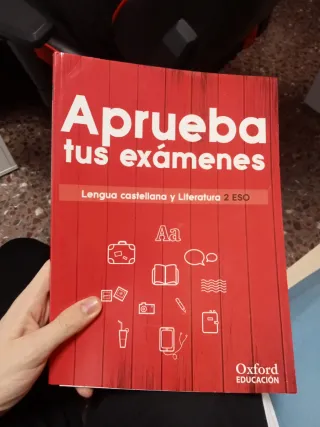 Aprueba
tus exámenes
Lengua castellana y Literatura 2 ESO
Aa
Oxford
EDUCACIÓN